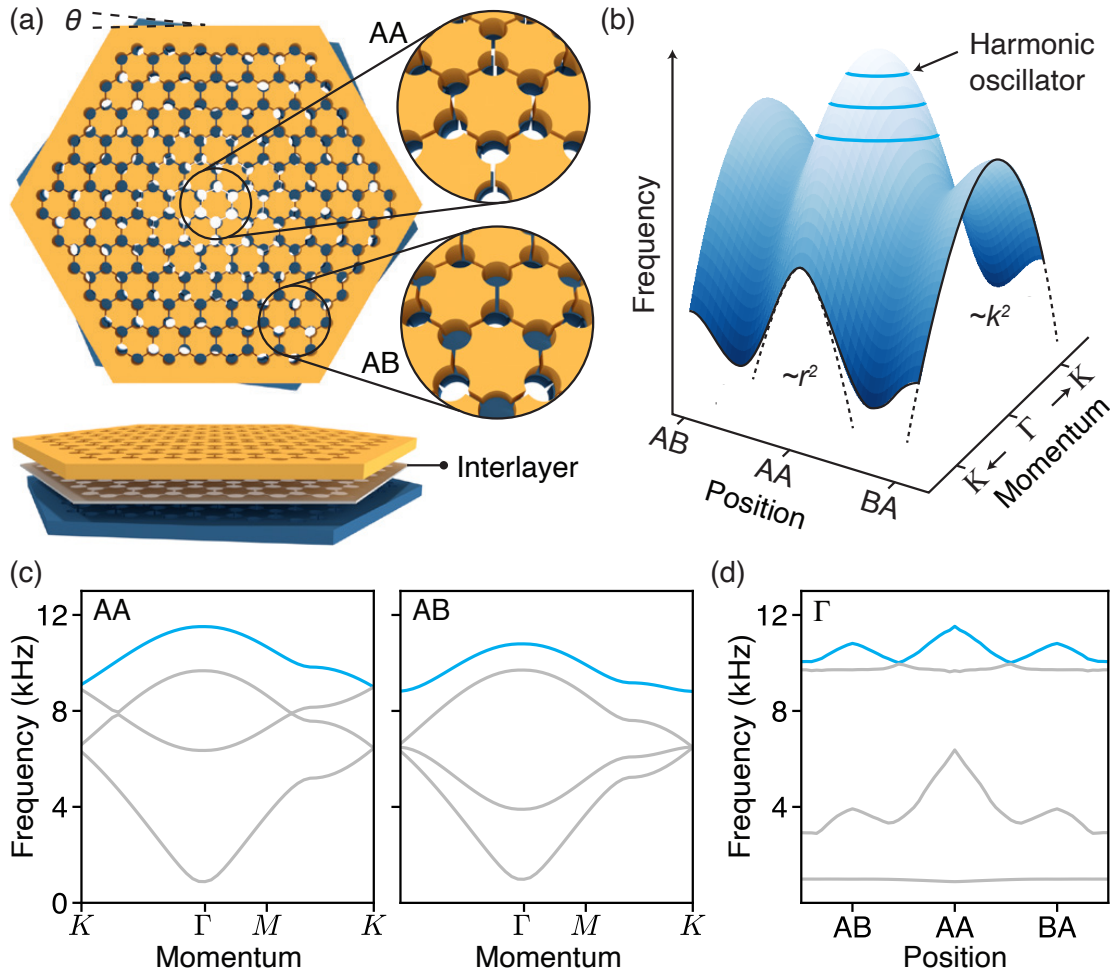 (a)
θ
AA
AB
Interlayer
(b)
Harmonic
oscillator
Frequency
~r²
~k²
AB
AA
BA
Position
K ← Γ → K
Momentum
(c)
AA
AB
Frequency (kHz)
12
8
4
0
K
Γ
M
K
Momentum
K
Γ
M
K
Momentum
(d)
Γ
Frequency (kHz)
12
8
4
AB
AA
BA
Position